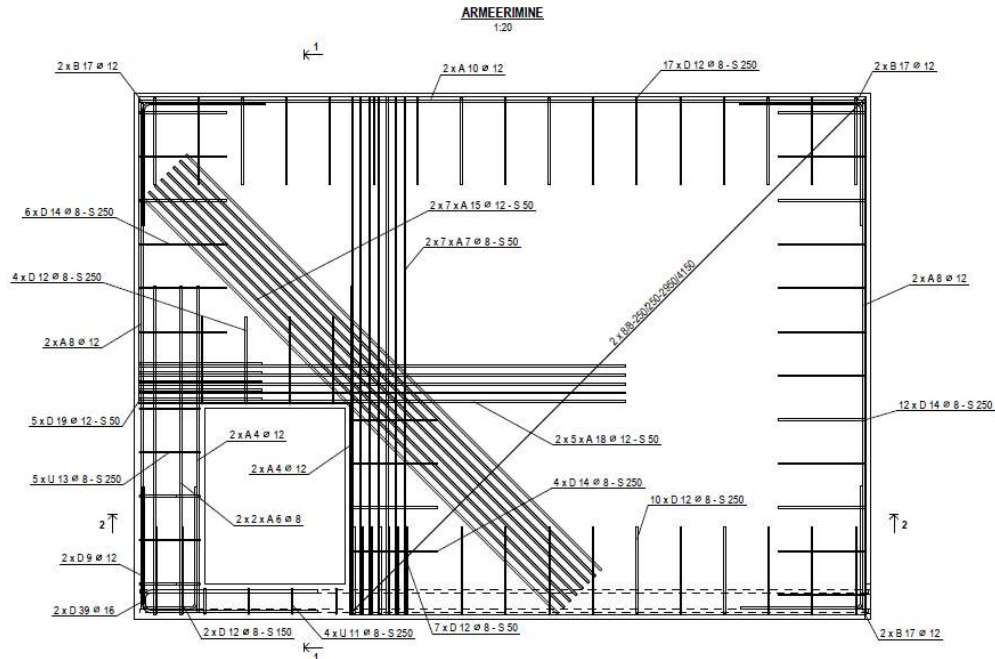 ARMEERIMINE
1:20
1
2 x B 17 Ø 12
2 x A 10 Ø 12
17 x D 12 Ø 8 - S 250
2 x B 17 Ø 12
6 x D 14 Ø 8 - S 250
2 x 7 x A 15 Ø 12 - S 50
2 x 7 x A 7 Ø 8 - S 50
4 x D 12 Ø 8 - S 250
2 x B/8-250/250-2950/4150
2 x A 8 Ø 12
2 x A 8 Ø 12
5 x D 19 Ø 12 - S 50
2 x A 4 Ø 12
12 x D 14 Ø 8 - S 250
2 x 5 x A 18 Ø 12 - S 50
2 x A 4 Ø 12
5 x U 13 Ø 8 - S 250
4 x D 14 Ø 8 - S 250
10 x D 12 Ø 8 - S 250
2
2 x 2 x A 6 Ø 8
2
2 x D 9 Ø 12
2 x D 39 Ø 16
2 x D 12 Ø 8 - S 150
4 x U 11 Ø 8 - S 250
7 x D 12 Ø 8 - S 50
2 x B 17 Ø 12
1